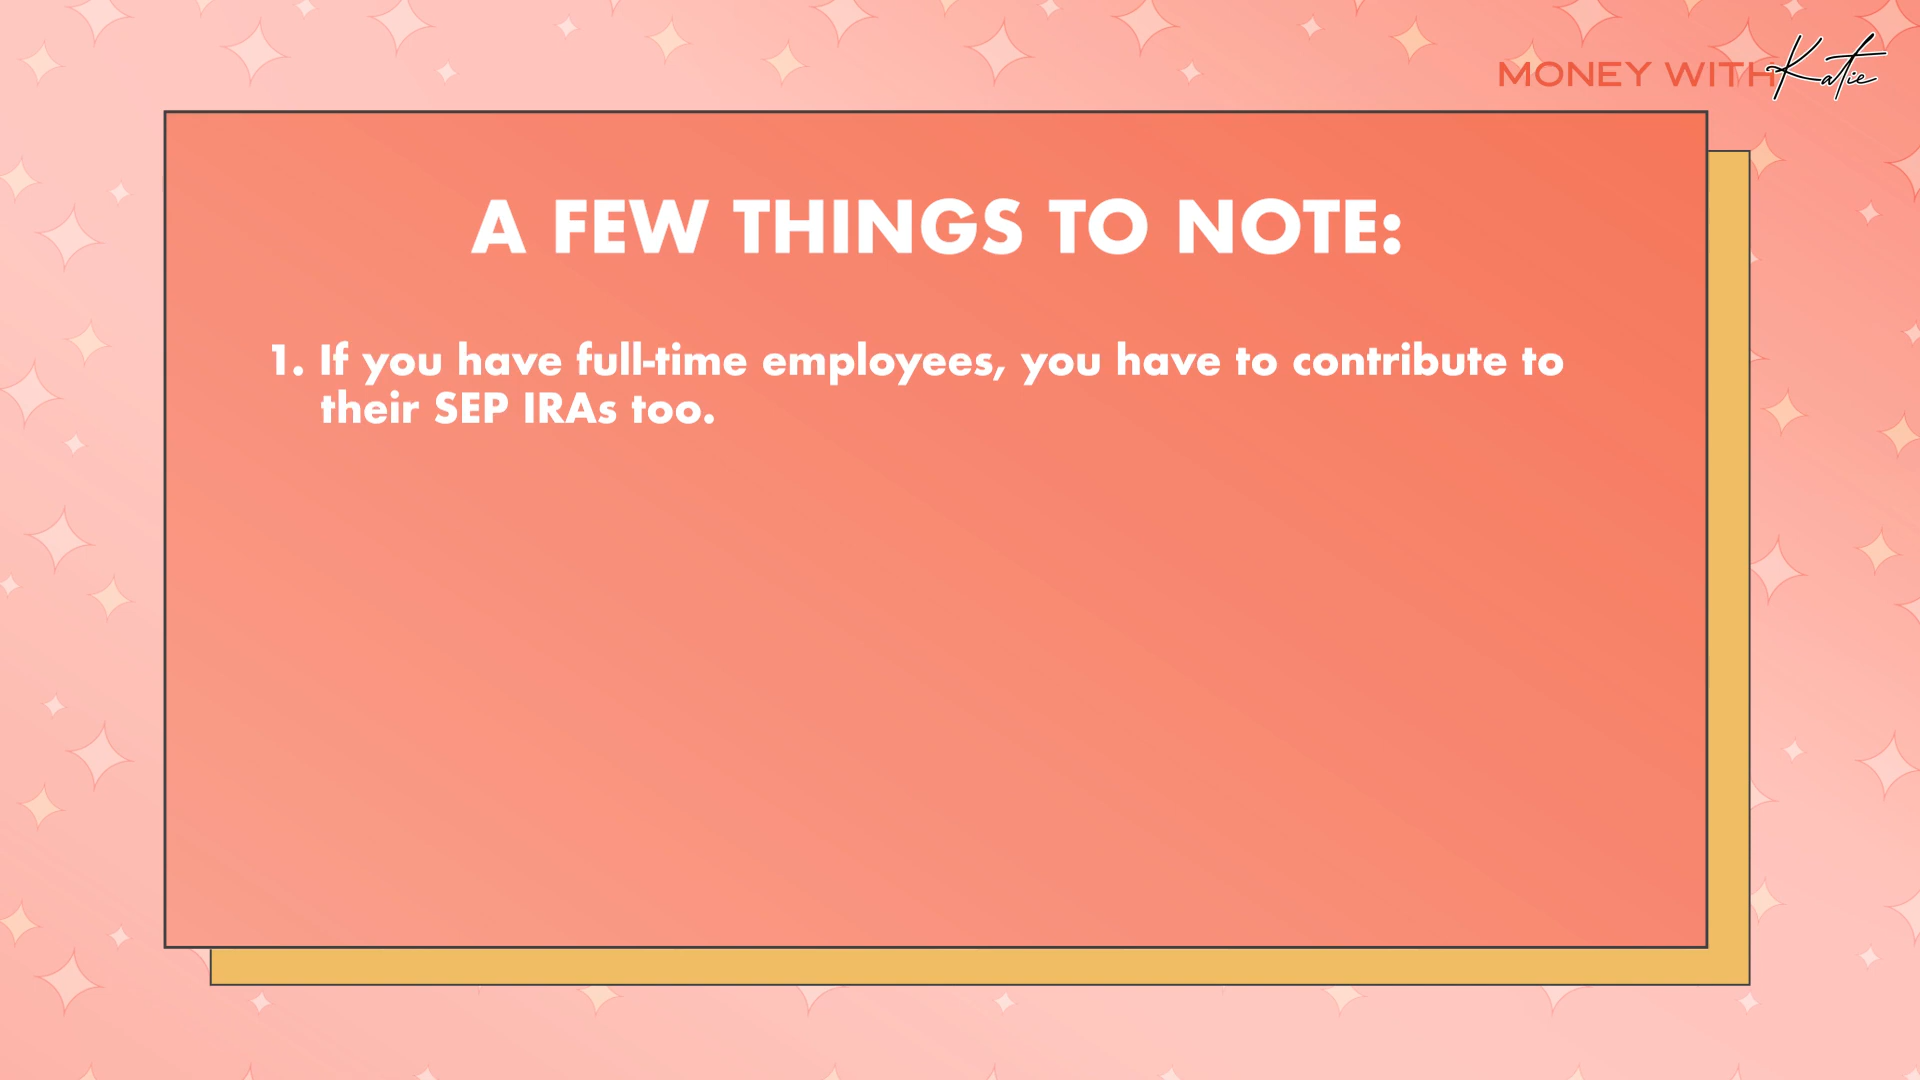 MONEY WITH Katie
A FEW THINGS TO NOTE:
1. If you have full-time employees, you have to contribute to
their SEP IRAs too.